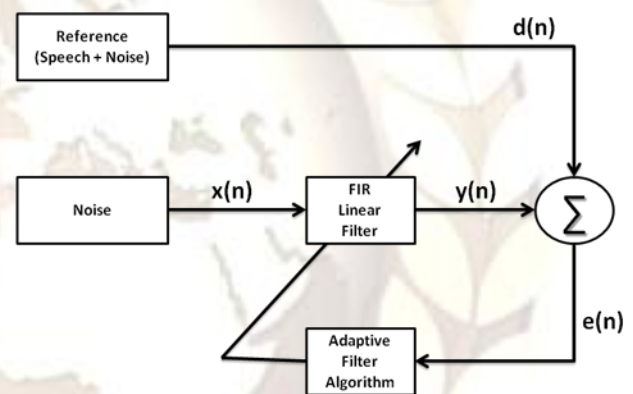 d(n)
Reference
(Speech + Noise)
Noise
x(n)
FIR
Linear
Filter
y(n)
Σ
e(n)
Adaptive
Filter
Algorithm